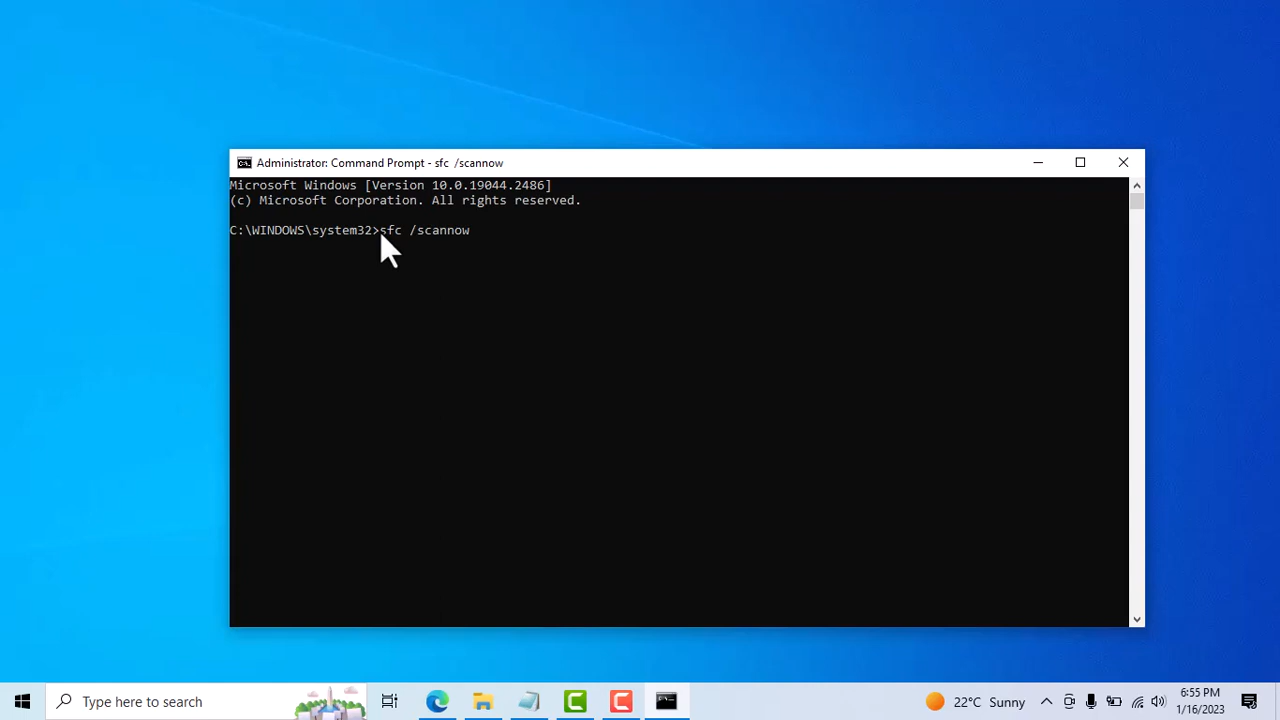 Administrator: Command Prompt - sfc  /scannow
Microsoft Windows [Version 10.0.19044.2486]
(c) Microsoft Corporation. All rights reserved.
C:\WINDOWS\system32>sfc /scannow
Type here to search
22°C Sunny
6:55 PM
1/16/2023